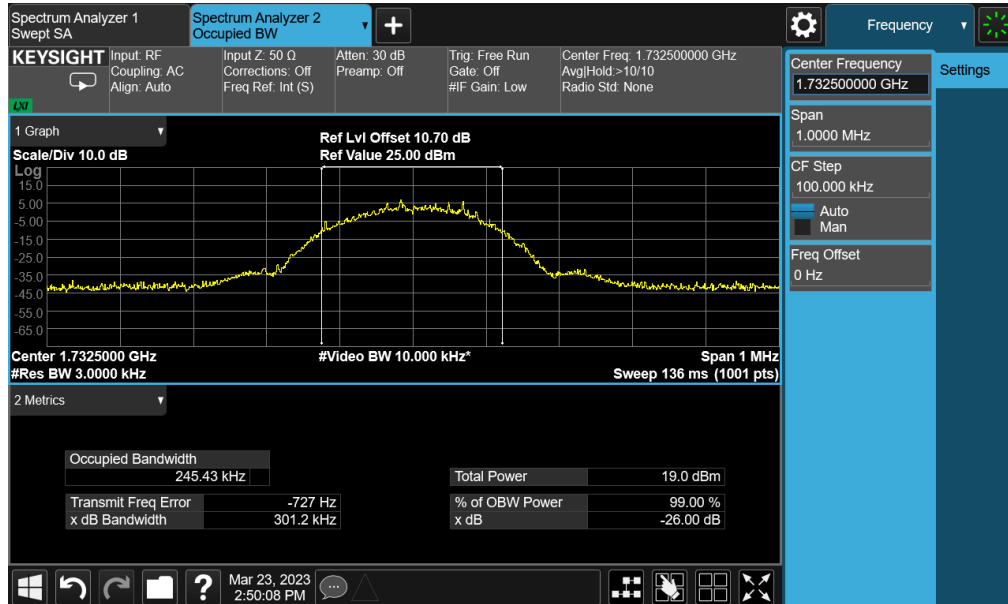 Spectrum Analyzer 1
Swept SA
Spectrum Analyzer 2
Occupied BW
Frequency
KEYSIGHT
LXI
Input: RF
Coupling: AC
Align: Auto
Input Z: 50 Ω
Corrections: Off
Freq Ref: Int (S)
Atten: 30 dB
Preamp: Off
Trig: Free Run
Gate: Off
#IF Gain: Low
Center Freq: 1.732500000 GHz
Avg|Hold:>10/10
Radio Std: None
Center Frequency
1.732500000 GHz
Settings
Span
1.0000 MHz
CF Step
100.000 kHz
Auto
Man
Freq Offset
0 Hz
1 Graph
Scale/Div 10.0 dB
Ref Lvl Offset 10.70 dB
Ref Value 25.00 dBm
Log
15.0
5.00
-5.00
-15.0
-25.0
-35.0
-45.0
-55.0
-65.0
Center 1.7325000 GHz
#Video BW 10.000 kHz*
Span 1 MHz
#Res BW 3.0000 kHz
Sweep 136 ms (1001 pts)
2 Metrics
Occupied Bandwidth
245.43 kHz
Total Power 19.0 dBm
Transmit Freq Error -727 Hz
% of OBW Power 99.00 %
x dB Bandwidth 301.2 kHz
x dB -26.00 dB
?
Mar 23, 2023
2:50:08 PM